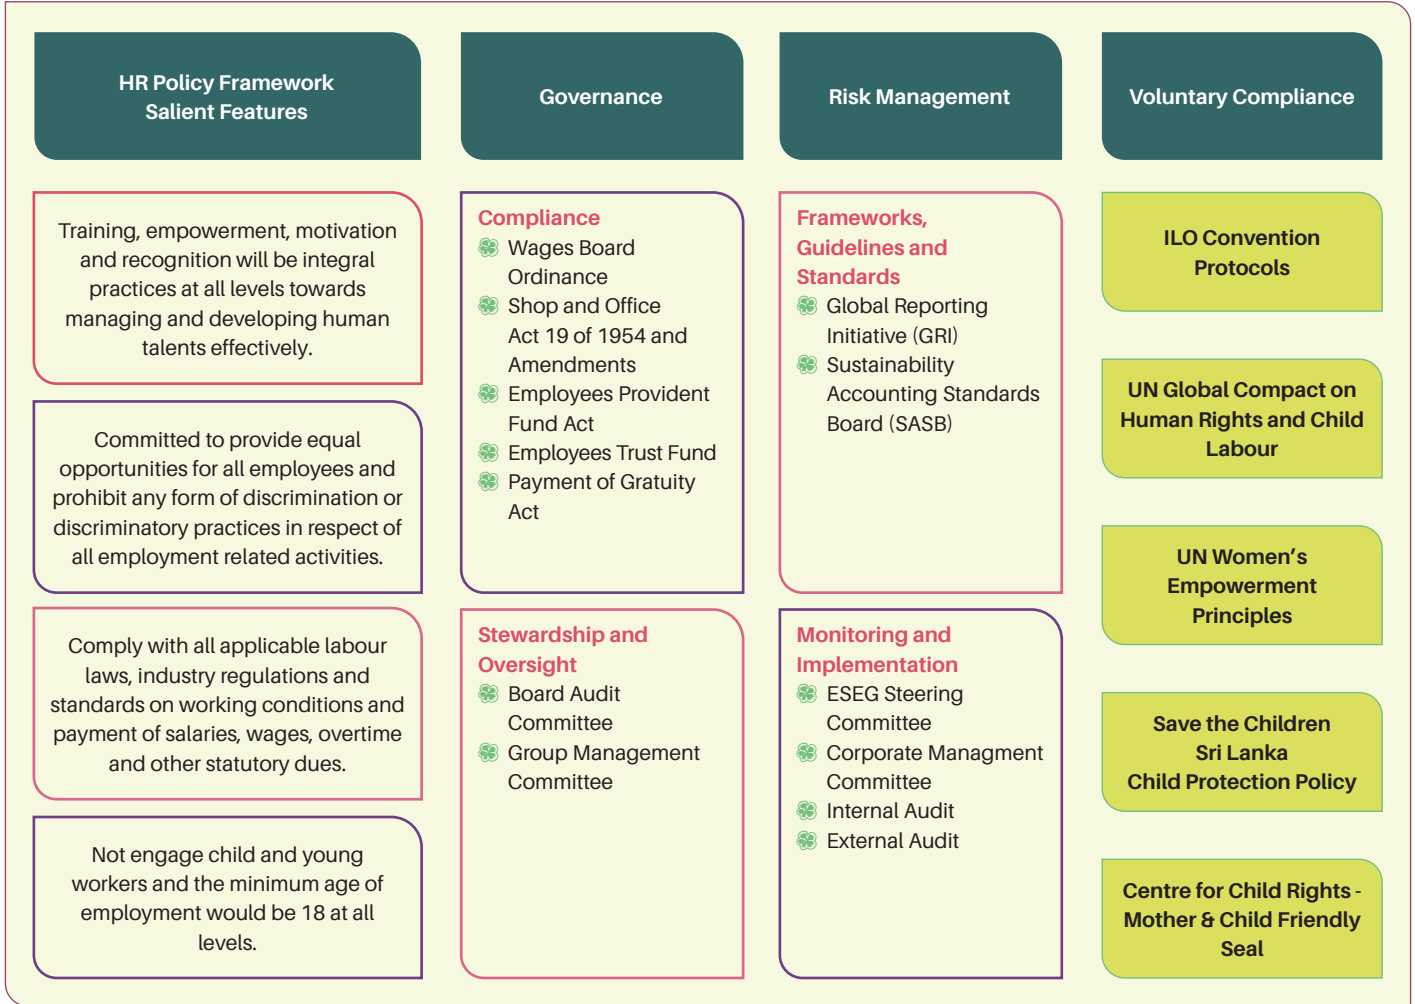 HR Policy Framework
Salient Features
Training, empowerment, motivation
and recognition will be integral
practices at all levels towards
managing and developing human
talents effectively.
Committed to provide equal
opportunities for all employees and
prohibit any form of discrimination or
discriminatory practices in respect of
all employment related activities.
Comply with all applicable labour
laws, industry regulations and
standards on working conditions and
payment of salaries, wages, overtime
and other statutory dues.
Not engage child and young
workers and the minimum age of
employment would be 18 at all
levels.
Governance
Compliance
Wages Board
Ordinance
Shop and Office
Act 19 of 1954 and
Amendments
Employees Provident
Fund Act
Employees Trust Fund
Payment of Gratuity
Act
Stewardship and
Oversight
Board Audit
Committee
Group Management
Committee
Risk Management
Frameworks,
Guidelines and
Standards
Global Reporting
Initiative (GRI)
Sustainability
Accounting Standards
Board (SASB)
Monitoring and
Implementation
ESEG Steering
Committee
Corporate Managment
Committee
Internal Audit
External Audit
Voluntary Compliance
ILO Convention
Protocols
UN Global Compact on
Human Rights and Child
Labour
UN Women’s
Empowerment
Principles
Save the Children
Sri Lanka
Child Protection Policy
Centre for Child Rights -
Mother & Child Friendly
Seal